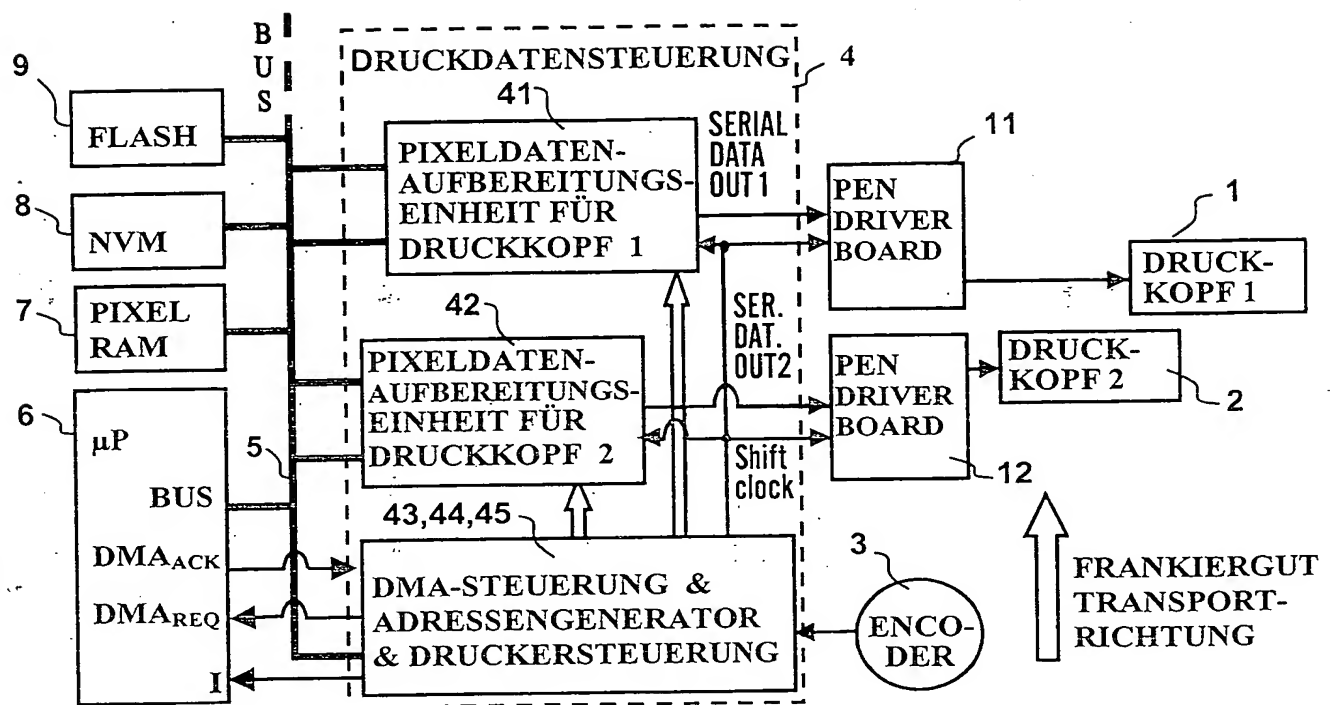 B
U
S
DRUCKDATENSTEUERUNG
4
9
FLASH
41
PIXELDATEN-
AUFBEREITUNGS-
EINHEIT FÜR
DRUCKKOPF 1
SERIAL
DATA
OUT1
11
PEN
DRIVER
BOARD
1
DRUCK-
KOPF 1
8
NVM
7
PIXEL
RAM
42
PIXELDATEN-
AUFBEREITUNGS-
EINHEIT FÜR
DRUCKKOPF 2
SER.
DAT.
OUT2
PEN
DRIVER
BOARD
12
DRUCK-
KOPF 2
2
Shift
clock
6
µP
5
BUS
DMAACK
DMAREQ
I
43,44,45
DMA-STEUERUNG &
ADRESSENGENERATOR
& DRUCKERSTEUERUNG
3
ENCO-
DER
FRANKIERGUT
TRANSPORT-
RICHTUNG